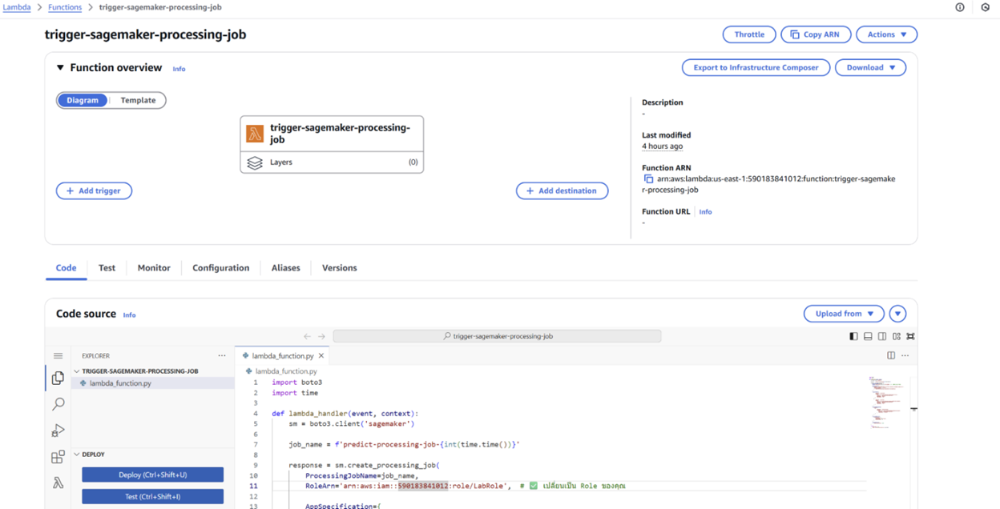 Lambda > Functions > trigger-sagemaker-processing-job
trigger-sagemaker-processing-job
Throttle
Copy ARN
Actions
Function overview Info
Export to Infrastructure Composer
Download
Diagram
Template
trigger-sagemaker-processing-
job
Layers (0)
+ Add trigger
+ Add destination
Description
-
Last modified
4 hours ago
Function ARN
arn:aws:lambda:us-east-1:590183841012:function:trigger-sagemake
r-processing-job
Function URL Info
-
Code
Test
Monitor
Configuration
Aliases
Versions
Code source Info
Upload from
trigger-sagemaker-processing-job
EXPLORER
TRIGGER-SAGEMAKER-PROCESSING-JOB
lambda_function.py
DEPLOY
Deploy (Ctrl+Shift+U)
Test (Ctrl+Shift+I)
lambda_function.py
lambda_function.py
1 import boto3
2 import time
3
4 def lambda_handler(event, context):
5 sm = boto3.client('sagemaker')
6
7 job_name = f'predict-processing-job-{int(time.time())}'
8
9 response = sm.create_processing_job(
10 ProcessingJobName=job_name,
11 RoleArn='arn:aws:iam::590183841012:role/LabRole', # ✅ เปลี่ยนเป็น Role ของคุณ
12
13 AppSpecification={